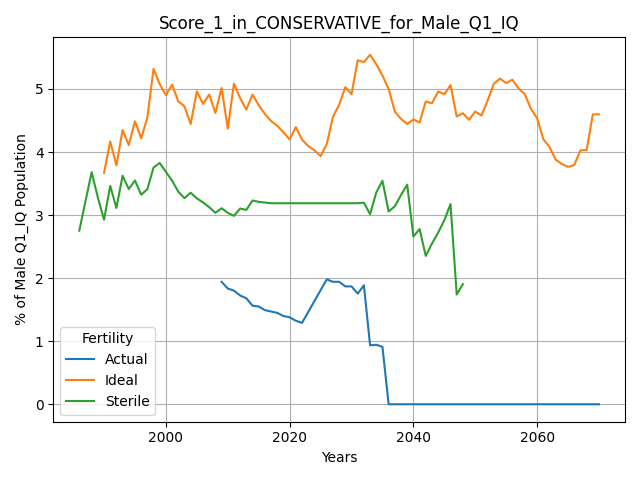 Score_1_in_CONSERVATIVE_for_Male_Q1_IQ
% of Male Q1_IQ Population
5
4
3
2
1
0
Fertility
Actual
Ideal
Sterile
2000
2020
2040
2060
Years